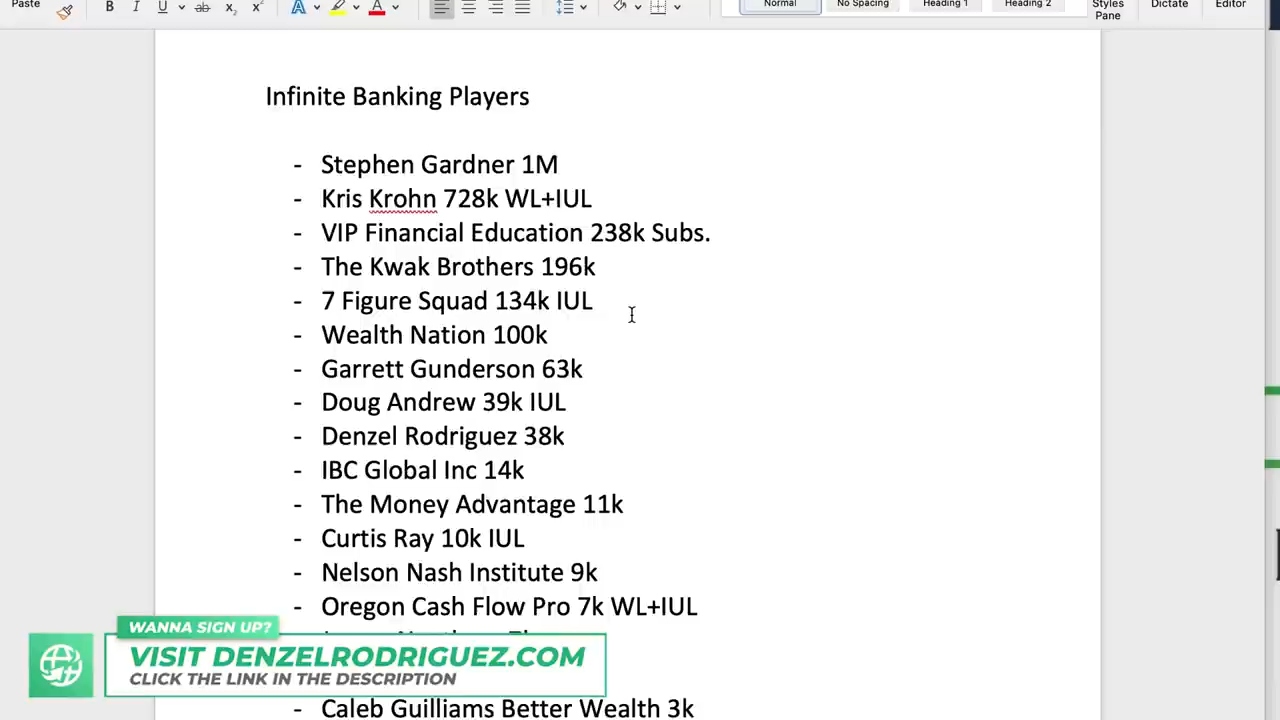 Paste
B I U ab x₂ x² A A
Normal No Spacing Heading 1 Heading 2 Styles Pane Dictate Editor
Infinite Banking Players
- Stephen Gardner 1M
- Kris Krohn 728k WL+IUL
- VIP Financial Education 238k Subs.
- The Kwak Brothers 196k
- 7 Figure Squad 134k IUL
- Wealth Nation 100k
- Garrett Gunderson 63k
- Doug Andrew 39k IUL
- Denzel Rodriguez 38k
- IBC Global Inc 14k
- The Money Advantage 11k
- Curtis Ray 10k IUL
- Nelson Nash Institute 9k
- Oregon Cash Flow Pro 7k WL+IUL
WANNA SIGN UP?
VISIT DENZELRODRIGUEZ.COM
CLICK THE LINK IN THE DESCRIPTION
- Caleb Guilliams Better Wealth 3k